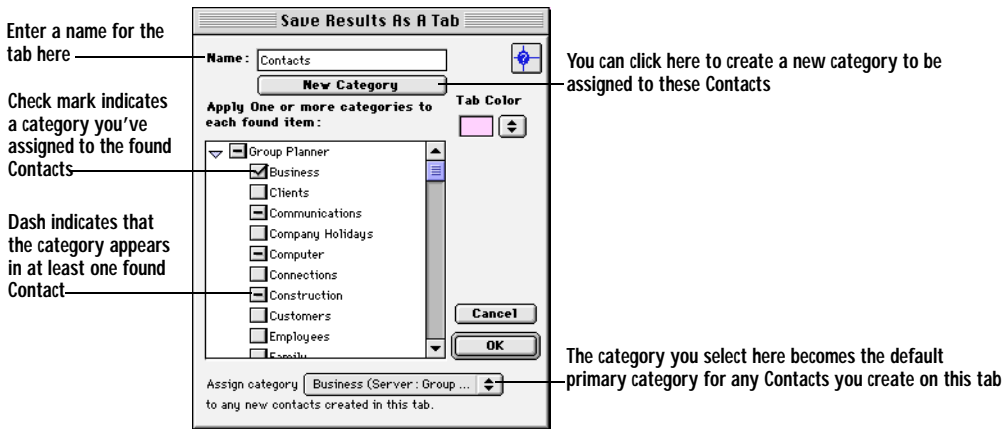 Enter a name for the
tab here
Check mark indicates
a category you've
assigned to the found
Contacts
Dash indicates that
the category appears
in at least one found
Contact
Save Results As A Tab
Name:
Contacts
New Category
Apply One or more categories to
each found item:
Tab Color
Group Planner
Business
Clients
Communications
Company Holidays
Computer
Connections
Construction
Customers
Employees
Family
Cancel
OK
Assign category
Business (Server: Group ...
to any new contacts created in this tab.
You can click here to create a new category to be
assigned to these Contacts
The category you select here becomes the default
primary category for any Contacts you create on this tab